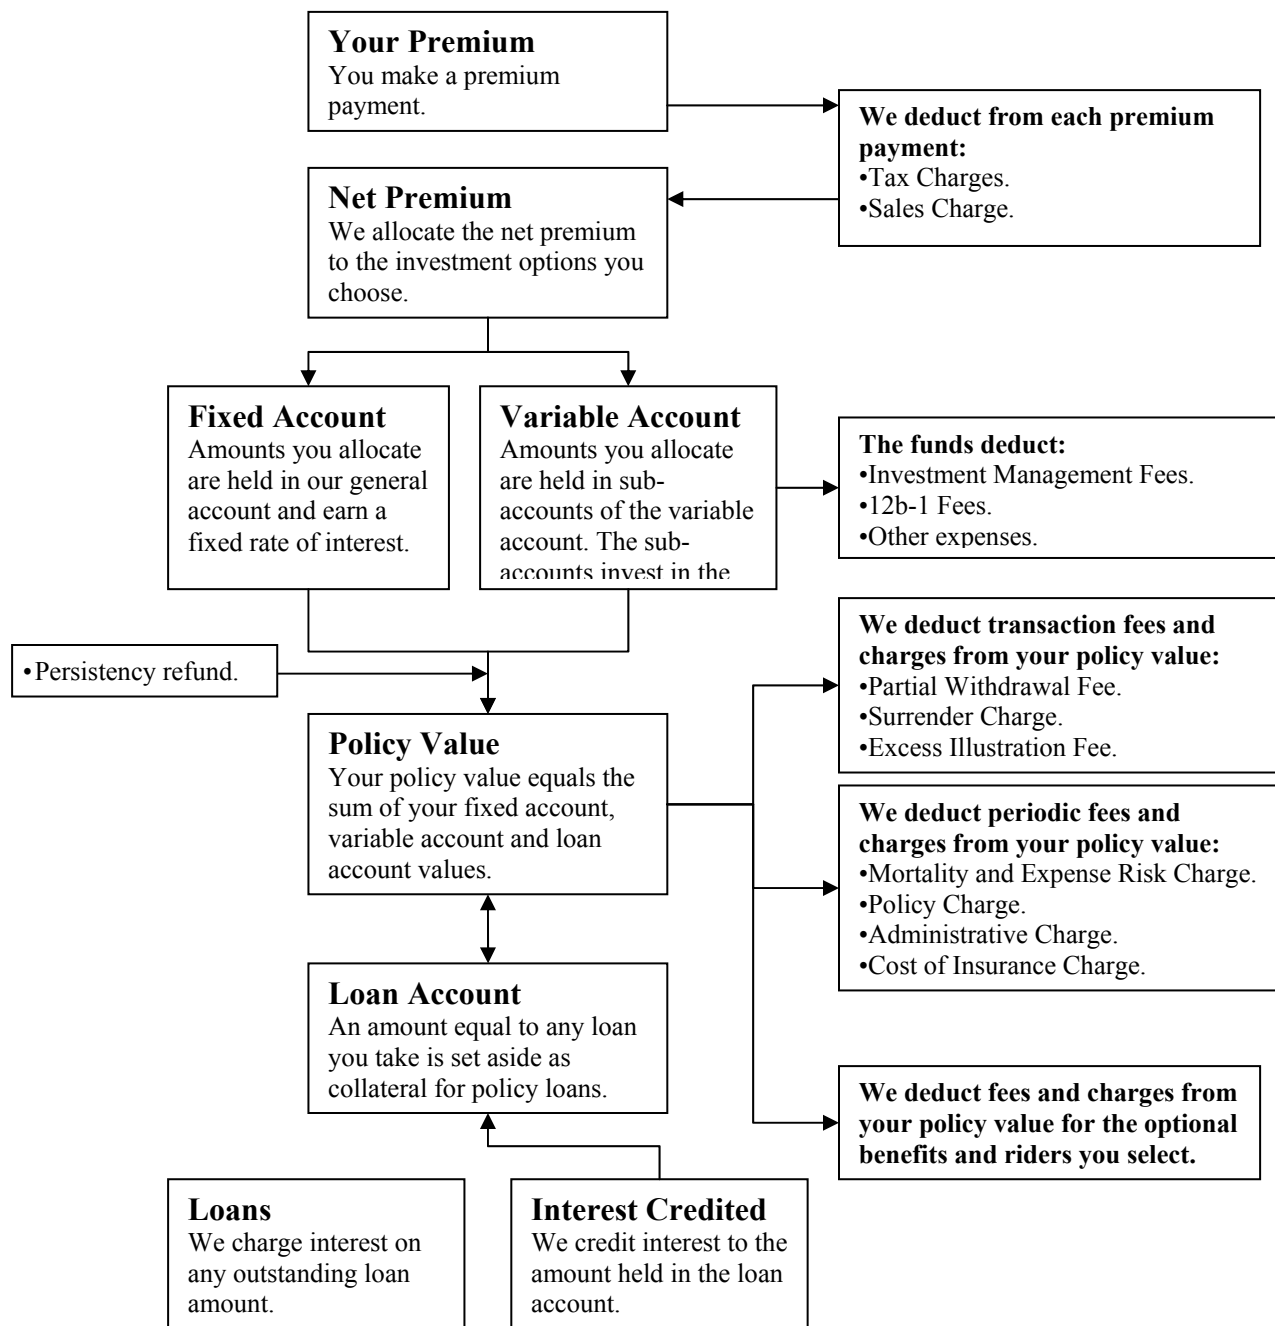 Your Premium
You make a premium
payment.
We deduct from each premium
payment:
•Tax Charges.
•Sales Charge.
Net Premium
We allocate the net premium
to the investment options you
choose.
Fixed Account
Amounts you allocate
are held in our general
account and earn a
fixed rate of interest.
Variable Account
Amounts you allocate
are held in sub-
accounts of the variable
account. The sub-
accounts invest in the
The funds deduct:
•Investment Management Fees.
•12b-1 Fees.
•Other expenses.
•Persistency refund.
We deduct transaction fees and
charges from your policy value:
•Partial Withdrawal Fee.
•Surrender Charge.
•Excess Illustration Fee.
Policy Value
Your policy value equals the
sum of your fixed account,
variable account and loan
account values.
We deduct periodic fees and
charges from your policy value:
•Mortality and Expense Risk Charge.
•Policy Charge.
•Administrative Charge.
•Cost of Insurance Charge.
Loan Account
An amount equal to any loan
you take is set aside as
collateral for policy loans.
We deduct fees and charges from
your policy value for the optional
benefits and riders you select.
Loans
We charge interest on
any outstanding loan
amount.
Interest Credited
We credit interest to the
amount held in the loan
account.